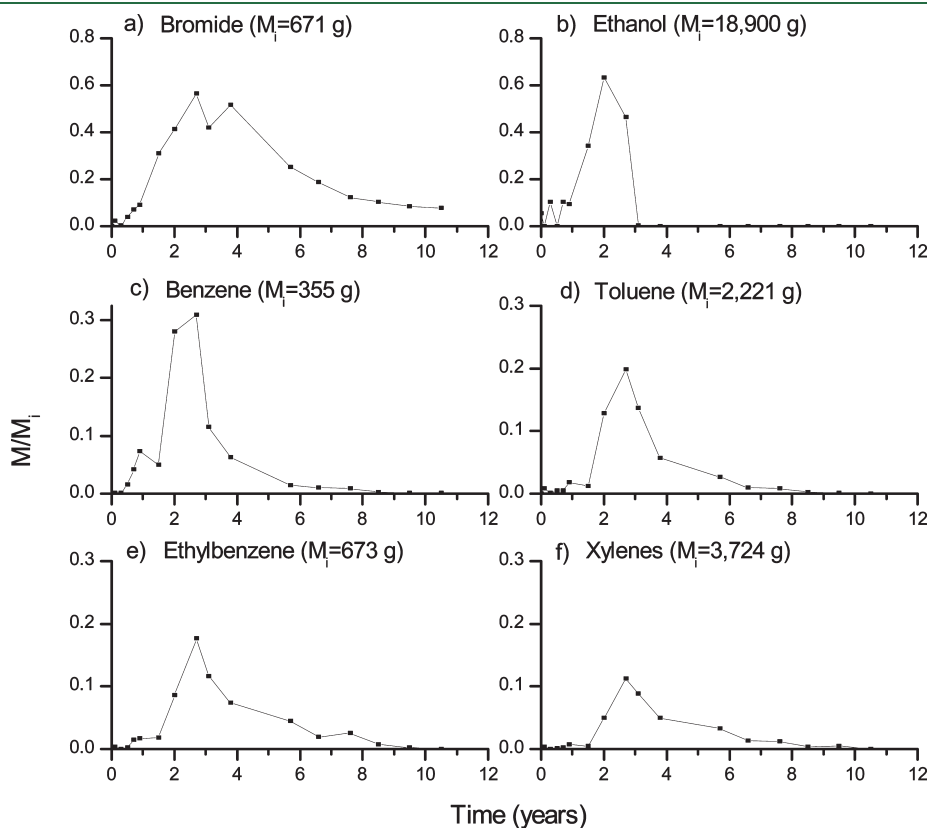 a) Bromide (Mi=671 g)
0.8
0.6
0.4
0.2
0.0
0 2 4 6 8 10 12
b) Ethanol (Mi=18,900 g)
0.8
0.6
0.4
0.2
0.0
0 2 4 6 8 10 12
c) Benzene (Mi=355 g)
0.3
0.2
0.1
0.0
0 2 4 6 8 10 12
d) Toluene (Mi=2,221 g)
0.3
0.2
0.1
0.0
0 2 4 6 8 10 12
M/Mi
e) Ethylbenzene (Mi=673 g)
0.3
0.2
0.1
0.0
0 2 4 6 8 10 12
f) Xylenes (Mi=3,724 g)
0.3
0.2
0.1
0.0
0 2 4 6 8 10 12
Time (years)